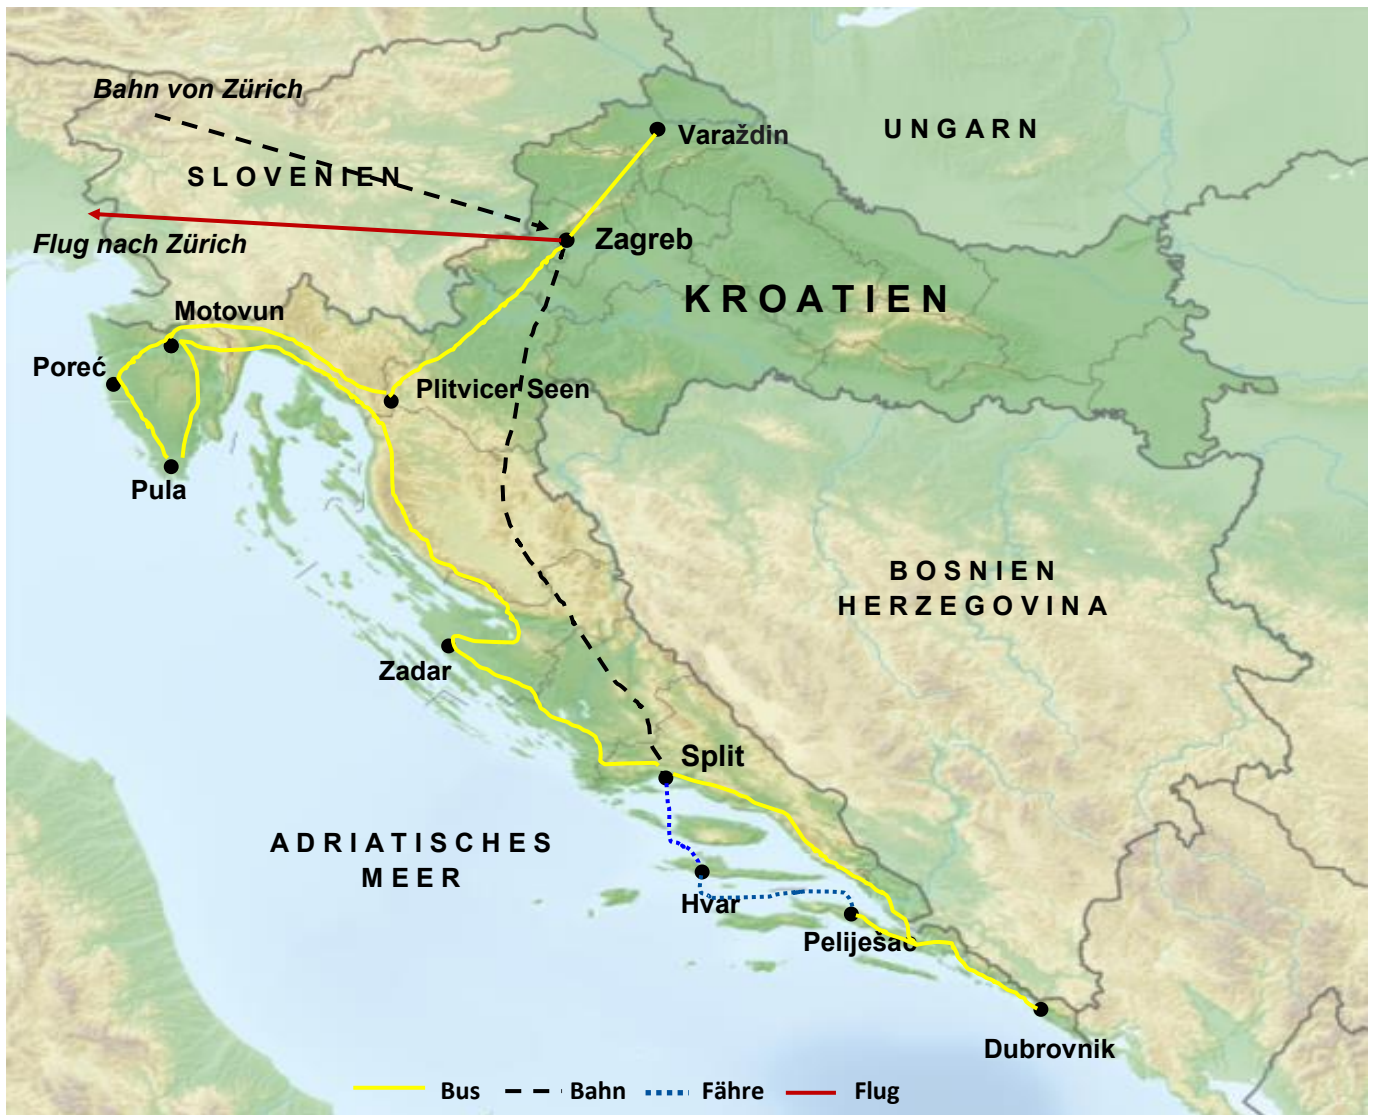 Bahn von Zürich
Varaždin
UNGARN
SLOVENIEN
Flug nach Zürich
Zagreb
KROATIEN
Motovun
Poreć
Plitvicer Seen
Pula
BOSNIEN
HERZEGOVINA
Zadar
Split
ADRIATISCHES
MEER
Hvar
Peliješac
Dubrovnik
Bus Bahn Fähre Flug